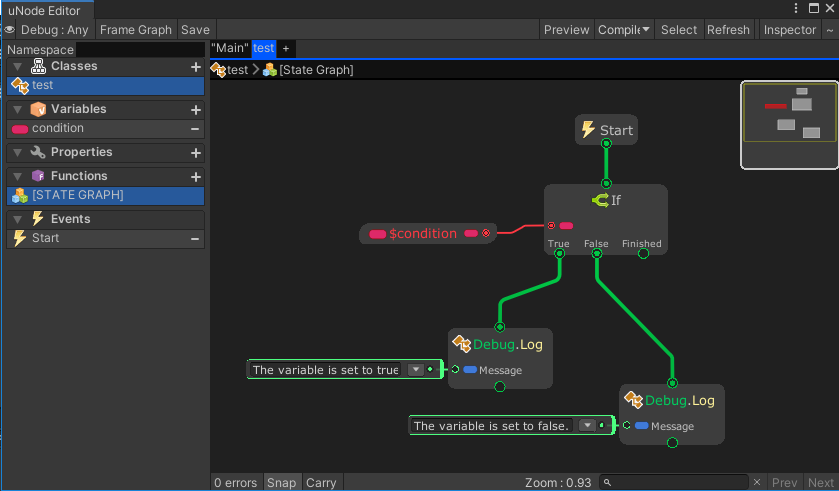 uNode Editor
Debug : Any Frame Graph Save Preview Compile Select Refresh Inspector ~
Namespace
"Main" test +
Classes +
test
test [State Graph]
Variables +
condition −
Properties +
Functions +
[STATE GRAPH]
Events
Start −
Start
If
$condition
True False Finished
Debug.Log
The variable is set to true
Message
Debug.Log
The variable is set to false.
Message
0 errors Snap Carry Zoom : 0.93 Prev Next